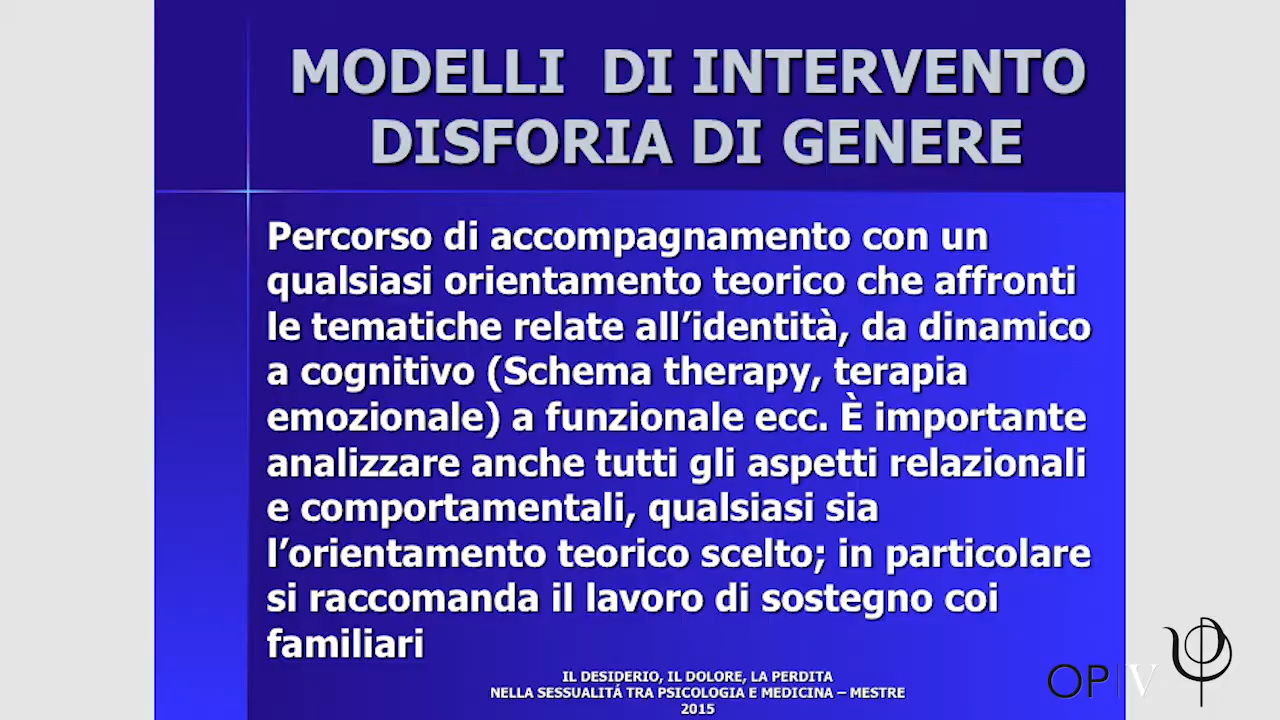 MODELLI DI INTERVENTO
DISFORIA DI GENERE
Percorso di accompagnamento con un
qualsiasi orientamento teorico che affronti
le tematiche relate all’identità, da dinamico
a cognitivo (Schema therapy, terapia
emozionale) a funzionale ecc. È importante
analizzare anche tutti gli aspetti relazionali
e comportamentali, qualsiasi sia
l’orientamento teorico scelto; in particolare
si raccomanda il lavoro di sostegno coi
familiari
IL DESIDERIO, IL DOLORE, LA PERDITA
NELLA SESSUALITÁ TRA PSICOLOGIA E MEDICINA – MESTRE
2015
OP|V